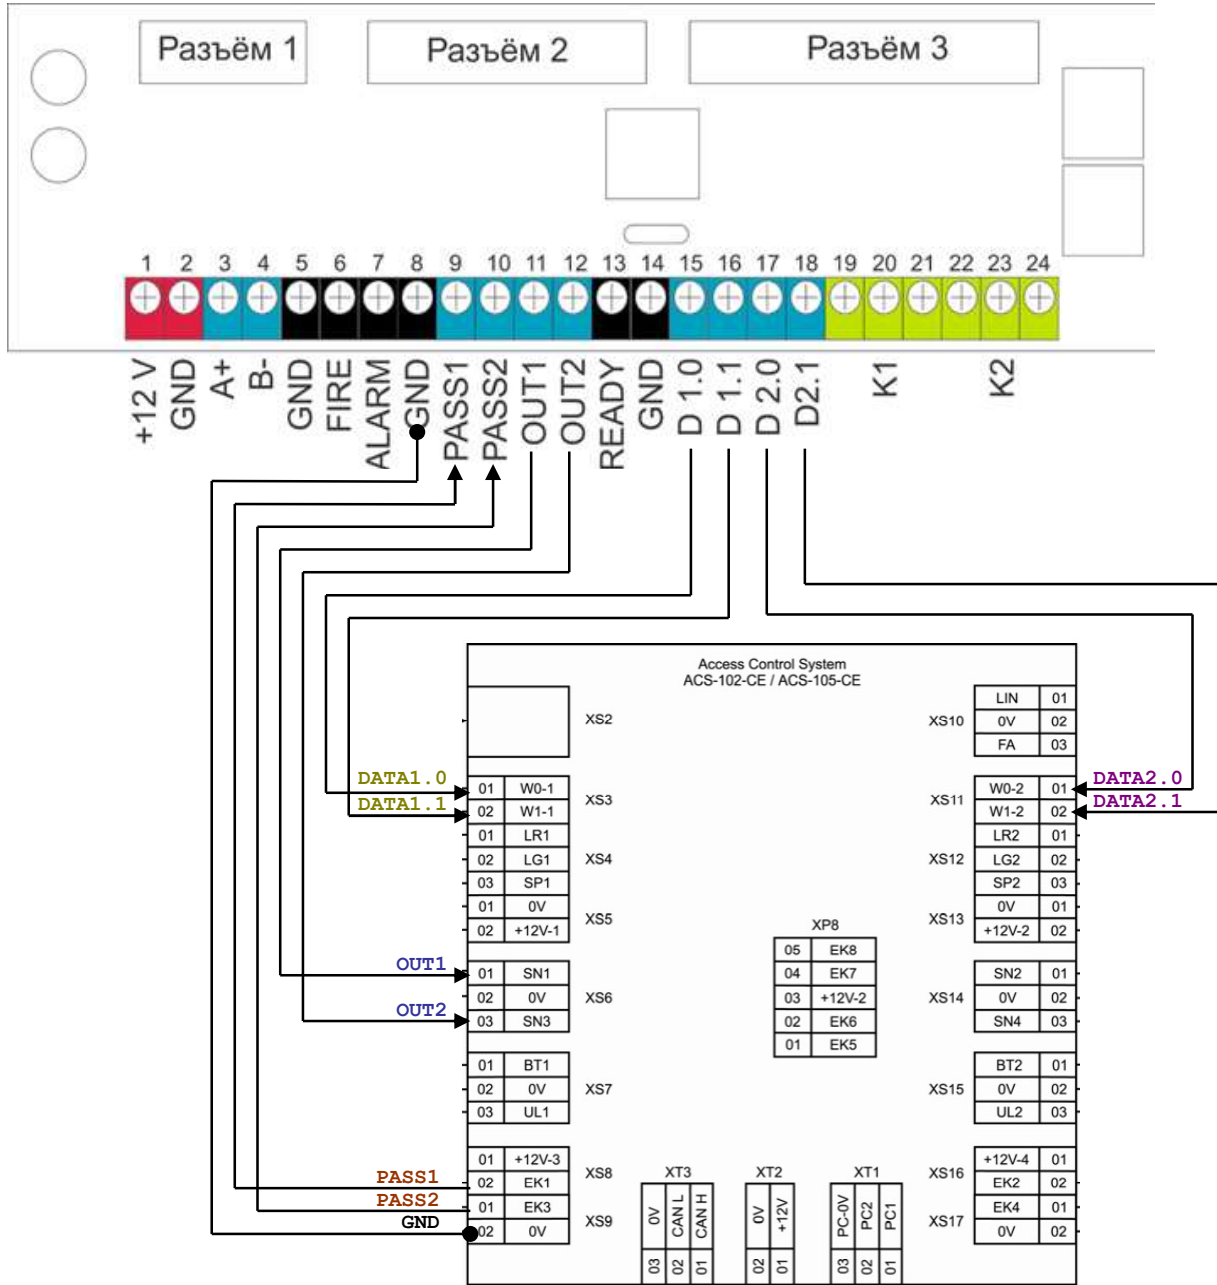 Разъём 1 Разъём 2 Разъём 3
1 2 3 4 5 6 7 8 9 10 11 12 13 14 15 16 17 18 19 20 21 22 23 24
+12 V GND A+ B- GND FIRE ALARM GND PASS1 PASS2 OUT1 OUT2 READY GND D 1.0 D 1.1 D 2.0 D2.1 K1 K2
Access Control System
ACS-102-CE / ACS-105-CE
XS2
DATA1.0 01 W0-1
XS3
DATA1.1 02 W1-1
01 LR1
02 LG1 XS4
03 SP1
01 0V
XS5
02 +12V-1
OUT1 01 SN1
02 0V XS6
OUT2 03 SN3
01 BT1
02 0V XS7
03 UL1
01 +12V-3
XS8
PASS1 02 EK1
PASS2 01 EK3
XS9
GND 02 0V
XP8
05 EK8
04 EK7
03 +12V-2
02 EK6
01 EK5
XT3
0V CAN L CAN H
03 02 01
XT2
0V +12V
02 01
XT1
PC-0V PC2 PC1
03 02 01
LIN 01
XS10 0V 02
FA 03
W0-2 01 DATA2.0
XS11
W1-2 02 DATA2.1
LR2 01
XS12 LG2 02
SP2 03
0V 01
XS13
+12V-2 02
SN2 01
XS14 0V 02
SN4 03
BT2 01
XS15 0V 02
UL2 03
+12V-4 01
XS16
EK2 02
EK4 01
XS17
0V 02